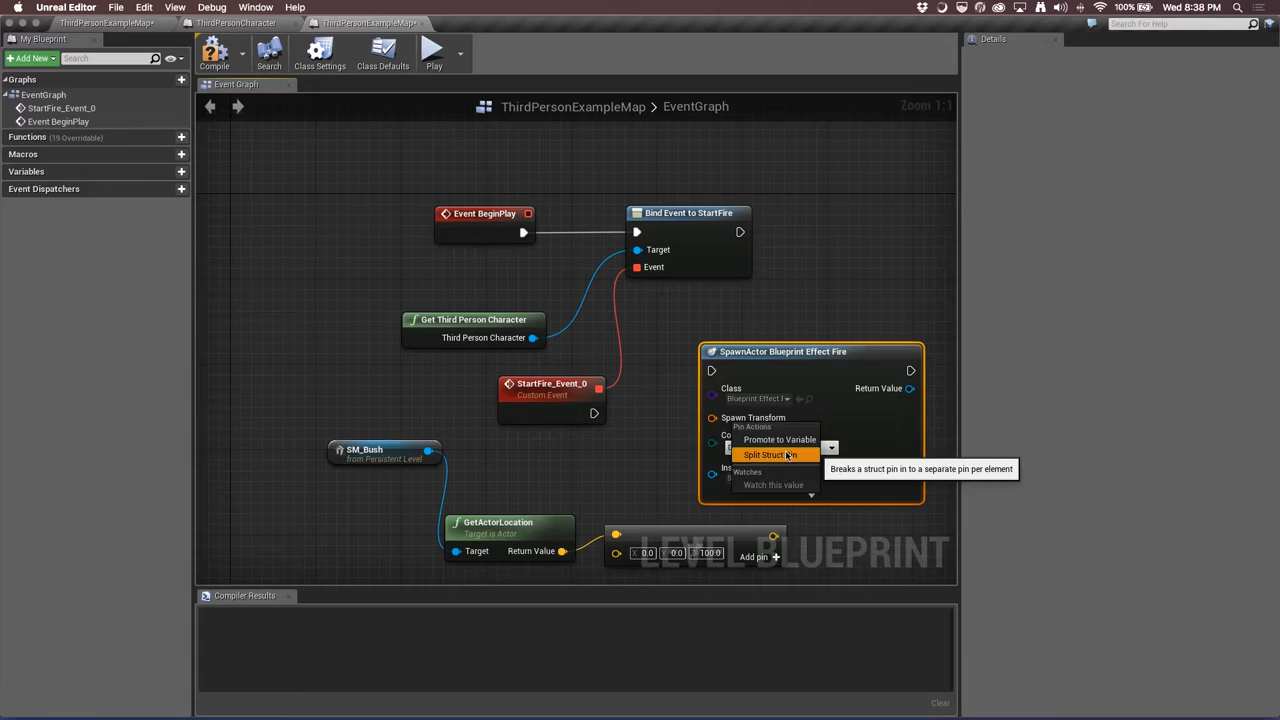 Unreal Editor File Edit View Debug Window Help
100% Wed 8:38 PM
ThirdPersonExampleMap* ThirdPersonCharacter ThirdPersonExampleMap*
Search For Help
My Blueprint
Details
Add New
Search
Compile Search Class Settings Class Defaults Play
Graphs
EventGraph
StartFire_Event_0
Event BeginPlay
Functions (19 Overridable)
Macros
Variables
Event Dispatchers
Event Graph
ThirdPersonExampleMap > EventGraph
Zoom 1:1
Event BeginPlay
Bind Event to StartFire
Target
Event
Get Third Person Character
Third Person Character
StartFire_Event_0
Custom Event
SpawnActor Blueprint Effect Fire
Class
Blueprint Effect F
Return Value
Spawn Transform
Pin Actions
Promote to Variable
Split Struct Pin
Watches
Watch this value
Breaks a struct pin in to a separate pin per element
SM_Bush
from Persistent Level
GetActorLocation
Target is Actor
Target Return Value
X 0.0 Y 0.0 Z 100.0
Add pin
LEVEL BLUEPRINT
Compiler Results
Clear